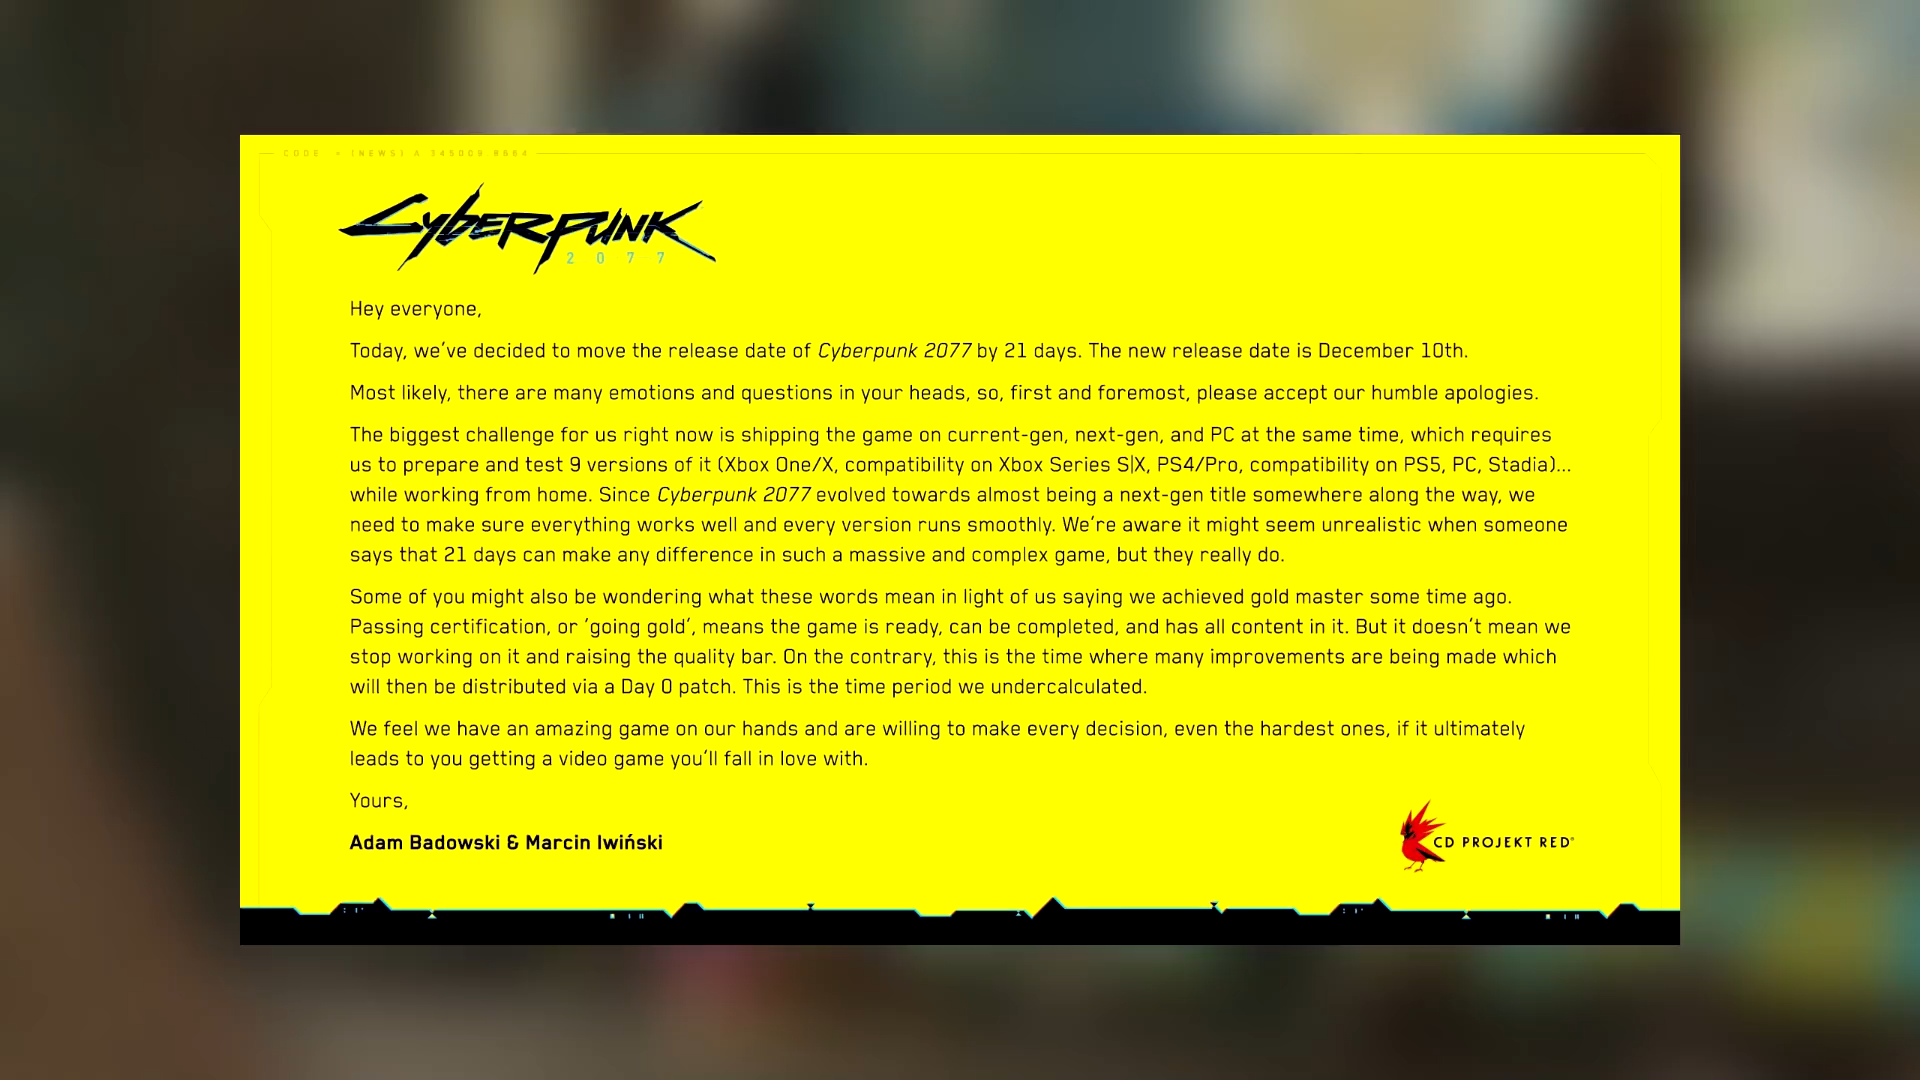 CODE
CYBERPUNK
2077
Hey everyone,
Today, we've decided to move the release date of Cyberpunk 2077 by 21 days. The new release date is December 10th.
Most likely, there are many emotions and questions in your heads, so, first and foremost, please accept our humble apologies.
The biggest challenge for us right now is shipping the game on current-gen, next-gen, and PC at the same time, which requires
us to prepare and test 9 versions of it (Xbox One/X, compatibility on Xbox Series S|X, PS4/Pro, compatibility on PS5, PC, Stadia)...
while working from home. Since Cyberpunk 2077 evolved towards almost being a next-gen title somewhere along the way, we
need to make sure everything works well and every version runs smoothly. We're aware it might seem unrealistic when someone
says that 21 days can make any difference in such a massive and complex game, but they really do.
Some of you might also be wondering what these words mean in light of us saying we achieved gold master some time ago.
Passing certification, or 'going gold', means the game is ready, can be completed, and has all content in it. But it doesn't mean we
stop working on it and raising the quality bar. On the contrary, this is the time where many improvements are being made which
will then be distributed via a Day 0 patch. This is the time period we undercalculated.
We feel we have an amazing game on our hands and are willing to make every decision, even the hardest ones, if it ultimately
leads to you getting a video game you'll fall in love with.
Yours,
Adam Badowski & Marcin Iwiński
CD PROJEKT RED®